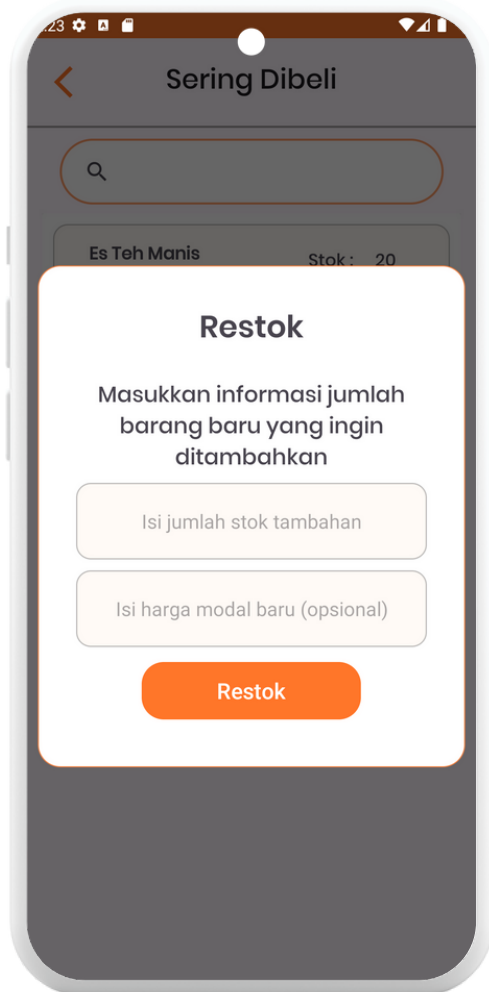 :23
Sering Dibeli
Es Teh Manis
Stok : 20
Restok
Masukkan informasi jumlah
barang baru yang ingin
ditambahkan
Isi jumlah stok tambahan
Isi harga modal baru (opsional)
Restok